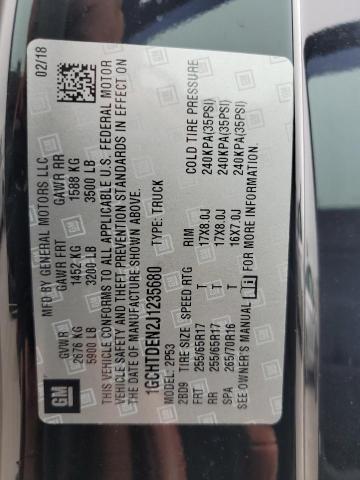 MFD BY GENERAL MOTORS LLC
02/18
GVWR GAWR FRT GAWR RR
2676 KG 1452 KG 1588 KG
5900 LB 3200 LB 3500 LB
GM
THIS VEHICLE CONFORMS TO ALL APPLICABLE U.S. FEDERAL MOTOR
VEHICLE SAFETY AND THEFT PREVENTION STANDARDS IN EFFECT ON
THE DATE OF MANUFACTURE SHOWN ABOVE.
1GCHTDEN2J1235680 TYPE: TRUCK
MODEL: 2P53
2BD9 TIRE SIZE SPEED RTG RIM COLD TIRE PRESSURE
FRT 255/65R17 T 17X8.0J 240KPA(35PSI)
RR 255/65R17 T 17X8.0J 240KPA(35PSI)
SPA 265/70R16 T 16X7.0J 240KPA(35PSI)
SEE OWNER'S MANUAL FOR MORE INFORMATION.